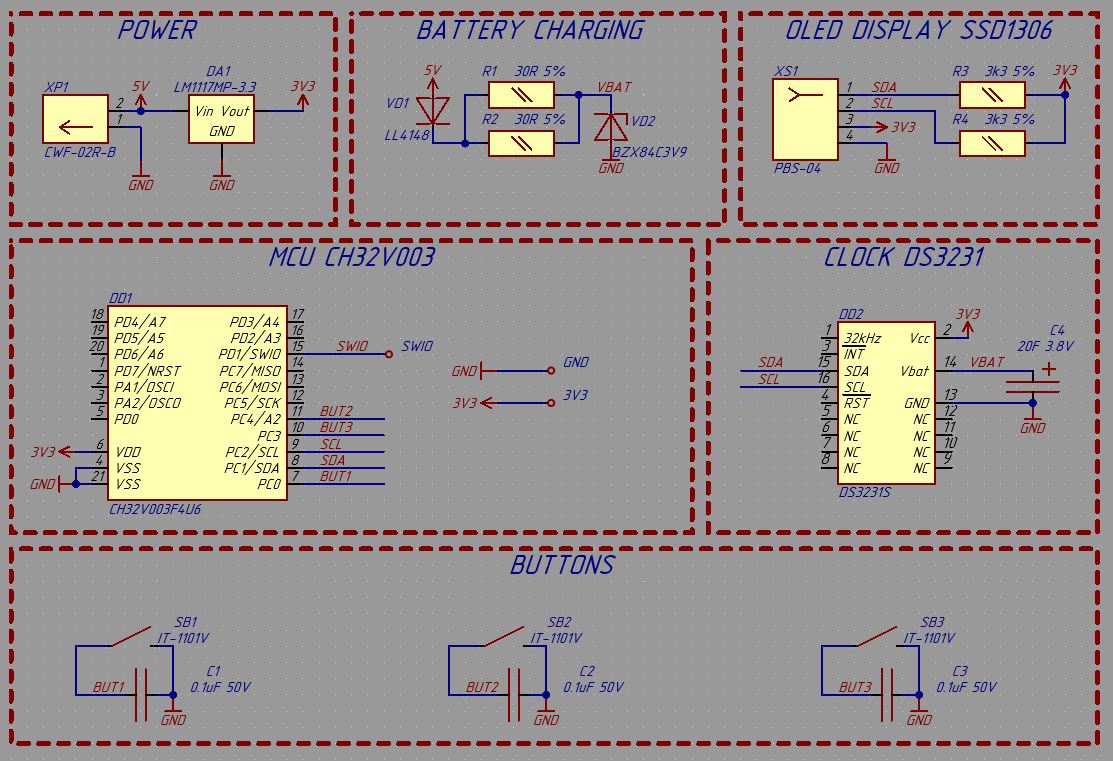 POWER
XP1
2
1
CWF-02R-B
5V
GND
DA1
LM1117MP-3.3
Vin Vout
GND
GND
3V3
BATTERY CHARGING
5V
VD1
LL4148
R1 30R 5%
R2 30R 5%
VBAT
VD2
BZX84C3V9
GND
OLED DISPLAY SSD1306
XS1
1 SDA
2 SCL
3 3V3
4
GND
PBS-04
R3 3k3 5%
R4 3k3 5%
3V3
MCU CH32V003
DD1
18 PD4/A7 PD3/A4 17
19 PD5/A5 PD2/A3 16
20 PD6/A6 PD1/SWIO 15 SWIO SWIO
1 PD7/NRST PC7/MISO 14
2 PA1/OSCI PC6/MOSI 13
3 PA2/OSCO PC5/SCK 12
5 PD0 PC4/A2 11 BUT2
PC3 10 BUT3
3V3 6 VDD PC2/SCL 9 SCL
4 VSS PC1/SDA 8 SDA
GND 21 VSS PC0 7 BUT1
CH32V003F4U6
GND GND
3V3 3V3
CLOCK DS3231
DD2
1 32kHz Vcc 2 3V3
3 INT
SDA 15 SDA Vbat 14 VBAT
SCL 16 SCL
4 RST GND 13
5 NC 12
6 NC NC 11
7 NC NC 10
8 NC NC 9
NC
DS3231S
C4
20F 3.8V
+
GND
BUTTONS
SB1
IT-1101V
BUT1
C1
0.1uF 50V
GND
SB2
IT-1101V
BUT2
C2
0.1uF 50V
GND
SB3
IT-1101V
BUT3
C3
0.1uF 50V
GND